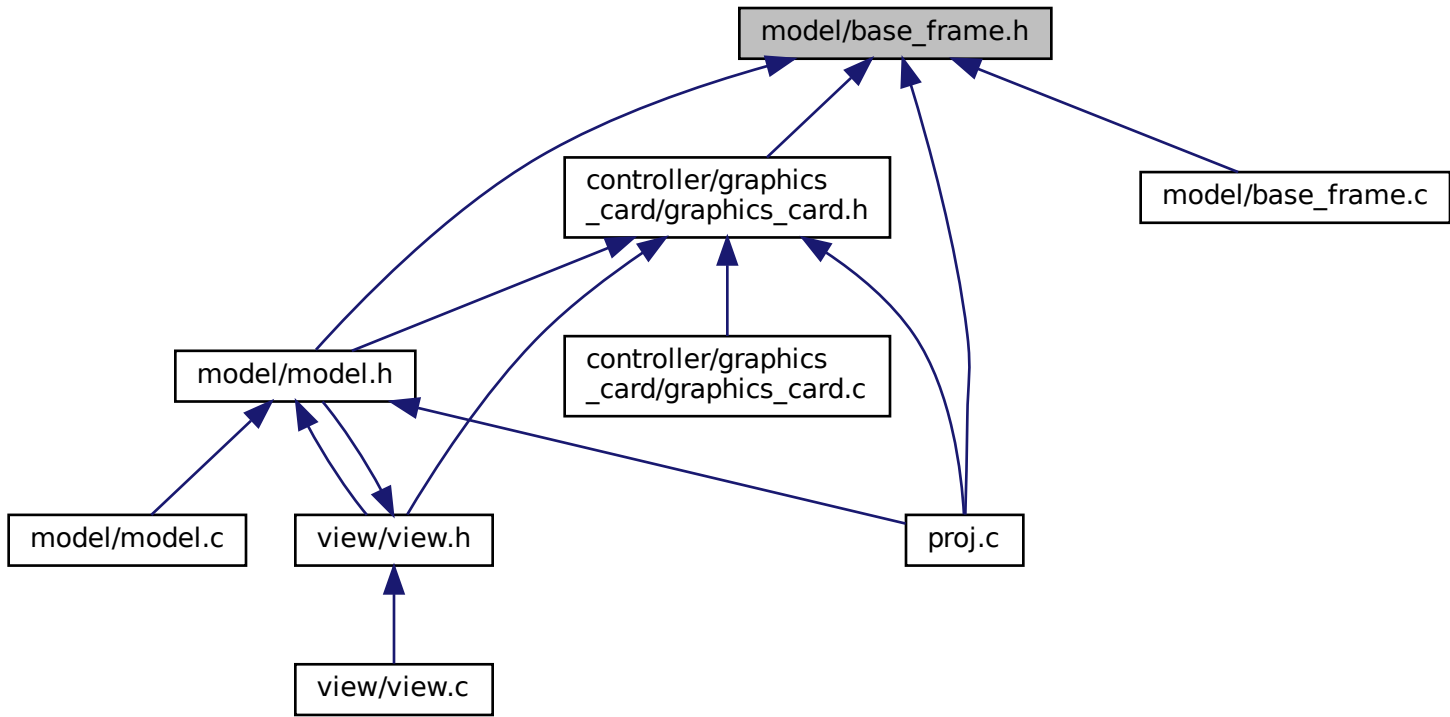 model/base_frame.h
controller/graphics
_card/graphics_card.h
model/base_frame.c
controller/graphics
_card/graphics_card.c
model/model.h
model/model.c
view/view.h
proj.c
view/view.c